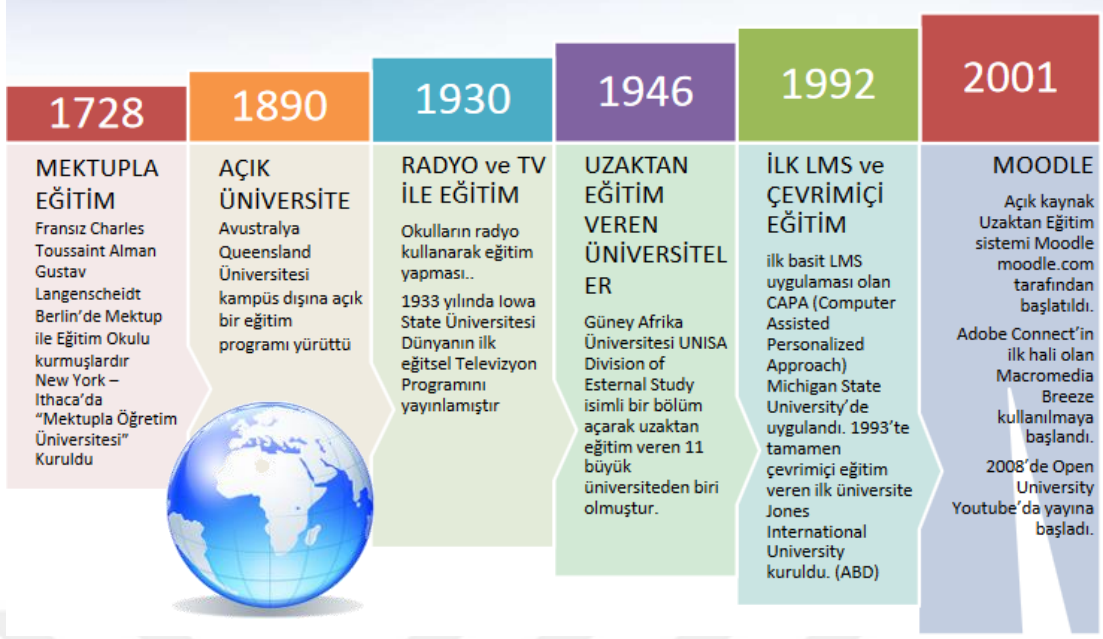 1728
MEKTUPLA
EĞİTİM
Fransız Charles
Toussaint Alman
Gustav
Langenscheidt
Berlin’de Mektup
ile Eğitim Okulu
kurmuşlardır
New York –
Ithaca’da
“Mektupla Öğretim
Üniversitesi”
Kuruldu
1890
AÇIK
ÜNİVERSİTE
Avustralya
Queensland
Üniversitesi
kampüs dışına açık
bir eğitim
programı yürüttü
1930
RADYO ve TV
İLE EĞİTİM
Okulların radyo
kullanarak eğitim
yapması..
1933 yılında Iowa
State Üniversitesi
Dünyanın ilk
eğitsel Televizyon
Programını
yayınlamıştır
1946
UZAKTAN
EĞİTİM
VEREN
ÜNİVERSİTEL
ER
Güney Afrika
Üniversitesi UNISA
Division of
Esternal Study
isimli bir bölüm
açarak uzaktan
eğitim veren 11
büyük
üniversiteden biri
olmuştur.
1992
İLK LMS ve
ÇEVRİMİÇİ
EĞİTİM
ilk basit LMS
uygulaması olan
CAPA (Computer
Assisted
Personalized
Approach)
Michigan State
University’de
uygulandı. 1993’te
tamamen
çevrimiçi eğitim
veren ilk üniversite
Jones
International
University
kuruldu. (ABD)
2001
MOODLE
Açık kaynak
Uzaktan Eğitim
sistemi Moodle
moodle.com
tarafından
başlatıldı.
Adobe Connect’in
ilk hali olan
Macromedia
Breeze
kullanılmaya
başlandı.
2008’de Open
University
Youtube’da yayına
başladı.